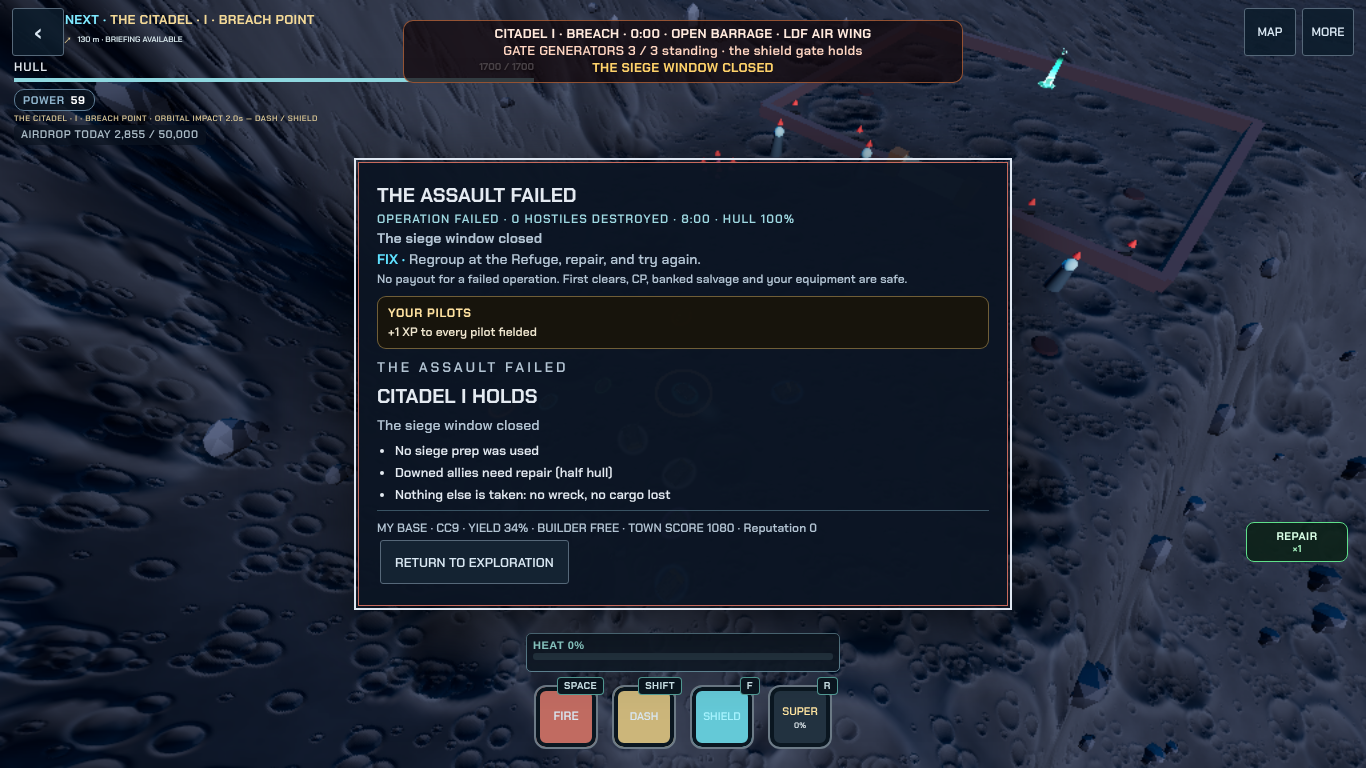 ‹
NEXT · THE CITADEL · I · BREACH POINT
130 m · BRIEFING AVAILABLE
HULL
1700 / 1700
POWER 59
THE CITADEL · I · BREACH POINT · ORBITAL IMPACT 2.0s — DASH / SHIELD
AIRDROP TODAY 2,855 / 50,000
CITADEL I · BREACH · 0:00 · OPEN BARRAGE · LDF AIR WING
GATE GENERATORS 3 / 3 standing · the shield gate holds
THE SIEGE WINDOW CLOSED
MAP
MORE
THE ASSAULT FAILED
OPERATION FAILED · 0 HOSTILES DESTROYED · 8:00 · HULL 100%
The siege window closed
FIX · Regroup at the Refuge, repair, and try again.
No payout for a failed operation. First clears, CP, banked salvage and your equipment are safe.
YOUR PILOTS
+1 XP to every pilot fielded
THE ASSAULT FAILED
CITADEL I HOLDS
The siege window closed
• No siege prep was used
• Downed allies need repair (half hull)
• Nothing else is taken: no wreck, no cargo lost
MY BASE · CC9 · YIELD 34% · BUILDER FREE · TOWN SCORE 1080 · Reputation 0
RETURN TO EXPLORATION
REPAIR
×1
HEAT 0%
SPACE
FIRE
SHIFT
DASH
F
SHIELD
R
SUPER
0%